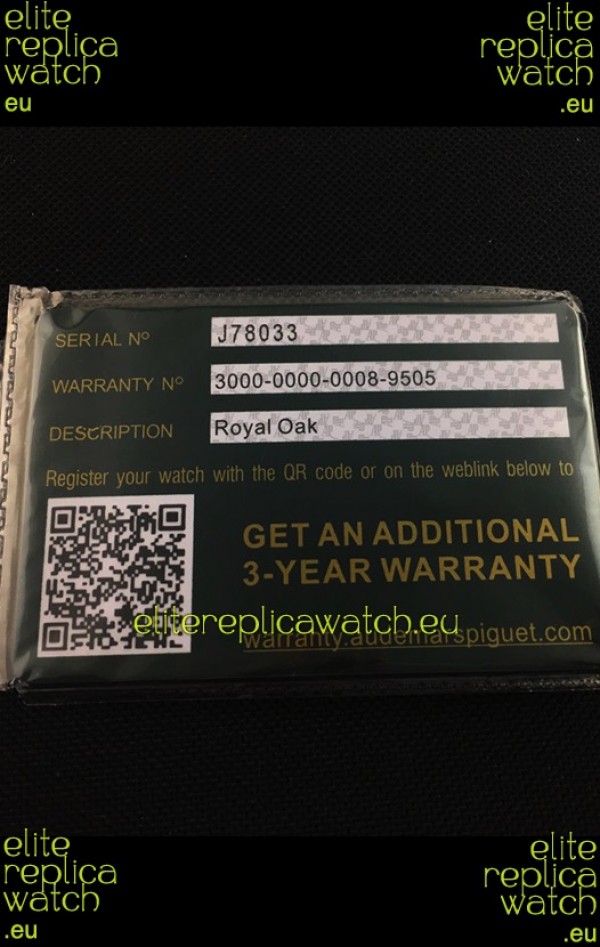 elite
replica
watch
eu
elite
replica
watch
.eu
SERIAL Nº
J78033
WARRANTY Nº
3000-0000-0008-9505
DESCRIPTION
Royal Oak
Register your watch with the QR code or on the weblink below to
GET AN ADDITIONAL
3-YEAR WARRANTY
elitereplicawatch.eu
warranty.audemarspiguet.com
elite
replica
watch
.eu
elite
replica
watch
.eu